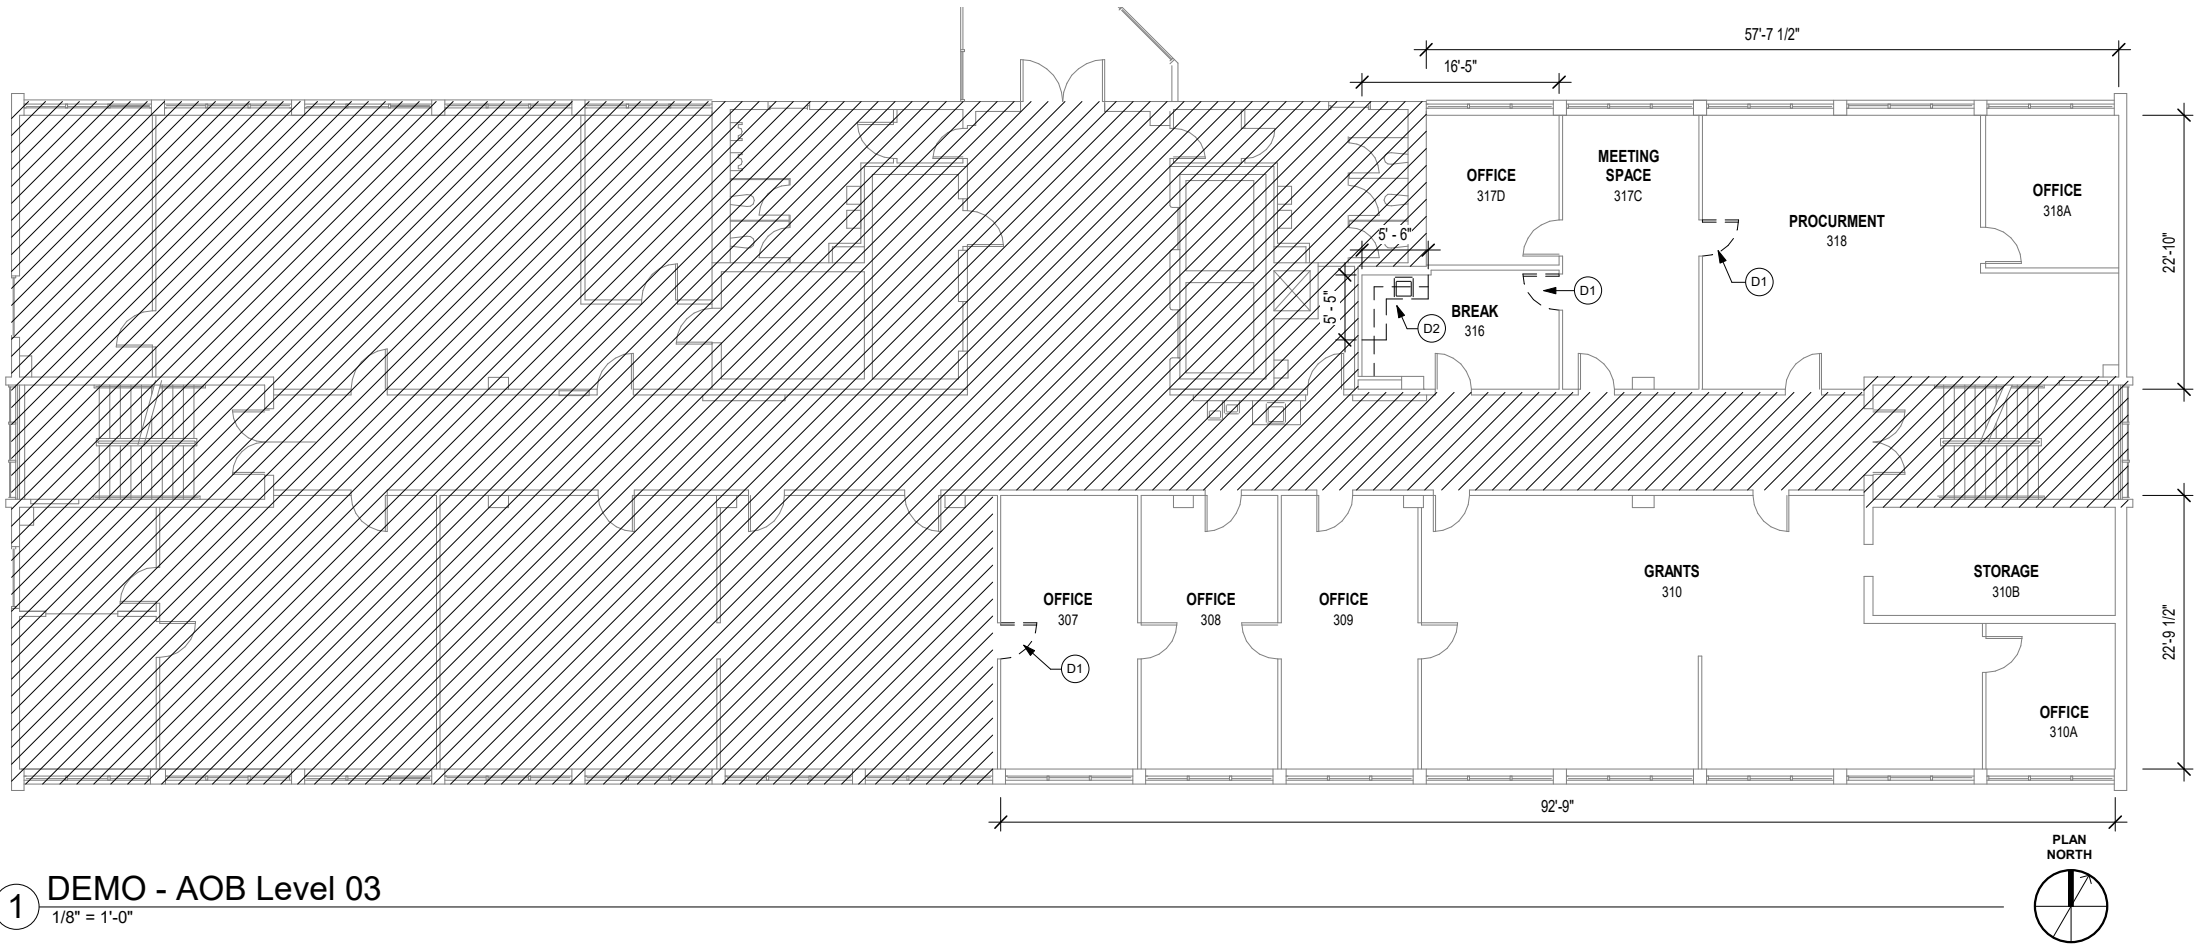 57'-7 1/2"
16'-5"
OFFICE
317D
MEETING
SPACE
317C
PROCURMENT
318
OFFICE
318A
22'-10"
5' - 6"
5' - 5"
D2
BREAK
316
D1
D1
OFFICE
307
D1
OFFICE
308
OFFICE
309
GRANTS
310
STORAGE
310B
OFFICE
310A
22'-9 1/2"
92'-9"
PLAN
NORTH
1
DEMO - AOB Level 03
1/8" = 1'-0"